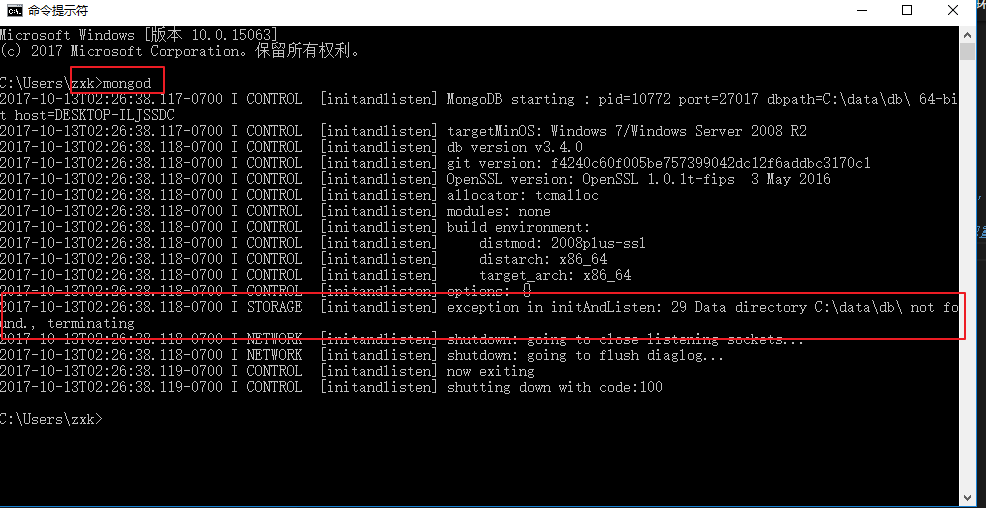 命令提示符
Microsoft Windows [版本 10.0.15063]
(c) 2017 Microsoft Corporation。保留所有权利。
C:\Users\zxk>mongod
2017-10-13T02:26:38.117-0700 I CONTROL  [initandlisten] MongoDB starting : pid=10772 port=27017 dbpath=C:\data\db\ 64-bi
t host=DESKTOP-ILJSSDC
2017-10-13T02:26:38.117-0700 I CONTROL  [initandlisten] targetMinOS: Windows 7/Windows Server 2008 R2
2017-10-13T02:26:38.117-0700 I CONTROL  [initandlisten] db version v3.4.0
2017-10-13T02:26:38.118-0700 I CONTROL  [initandlisten] git version: f4240c60f005be757399042dc12f6addbc3170c1
2017-10-13T02:26:38.118-0700 I CONTROL  [initandlisten] OpenSSL version: OpenSSL 1.0.1t-fips  3 May 2016
2017-10-13T02:26:38.118-0700 I CONTROL  [initandlisten] allocator: tcmalloc
2017-10-13T02:26:38.118-0700 I CONTROL  [initandlisten] modules: none
2017-10-13T02:26:38.118-0700 I CONTROL  [initandlisten] build environment:
2017-10-13T02:26:38.118-0700 I CONTROL  [initandlisten]     distmod: 2008plus-ssl
2017-10-13T02:26:38.118-0700 I CONTROL  [initandlisten]     distarch: x86_64
2017-10-13T02:26:38.118-0700 I CONTROL  [initandlisten]     target_arch: x86_64
2017-10-13T02:26:38.118-0700 I CONTROL  [initandlisten] options: {}
2017-10-13T02:26:38.118-0700 I STORAGE  [initandlisten] exception in initAndListen: 29 Data directory C:\data\db\ not fo
und., terminating
2017-10-13T02:26:38.118-0700 I NETWORK  [initandlisten] shutdown: going to close listening sockets...
2017-10-13T02:26:38.118-0700 I NETWORK  [initandlisten] shutdown: going to flush diaglog...
2017-10-13T02:26:38.119-0700 I CONTROL  [initandlisten] now exiting
2017-10-13T02:26:38.119-0700 I CONTROL  [initandlisten] shutting down with code:100
C:\Users\zxk>